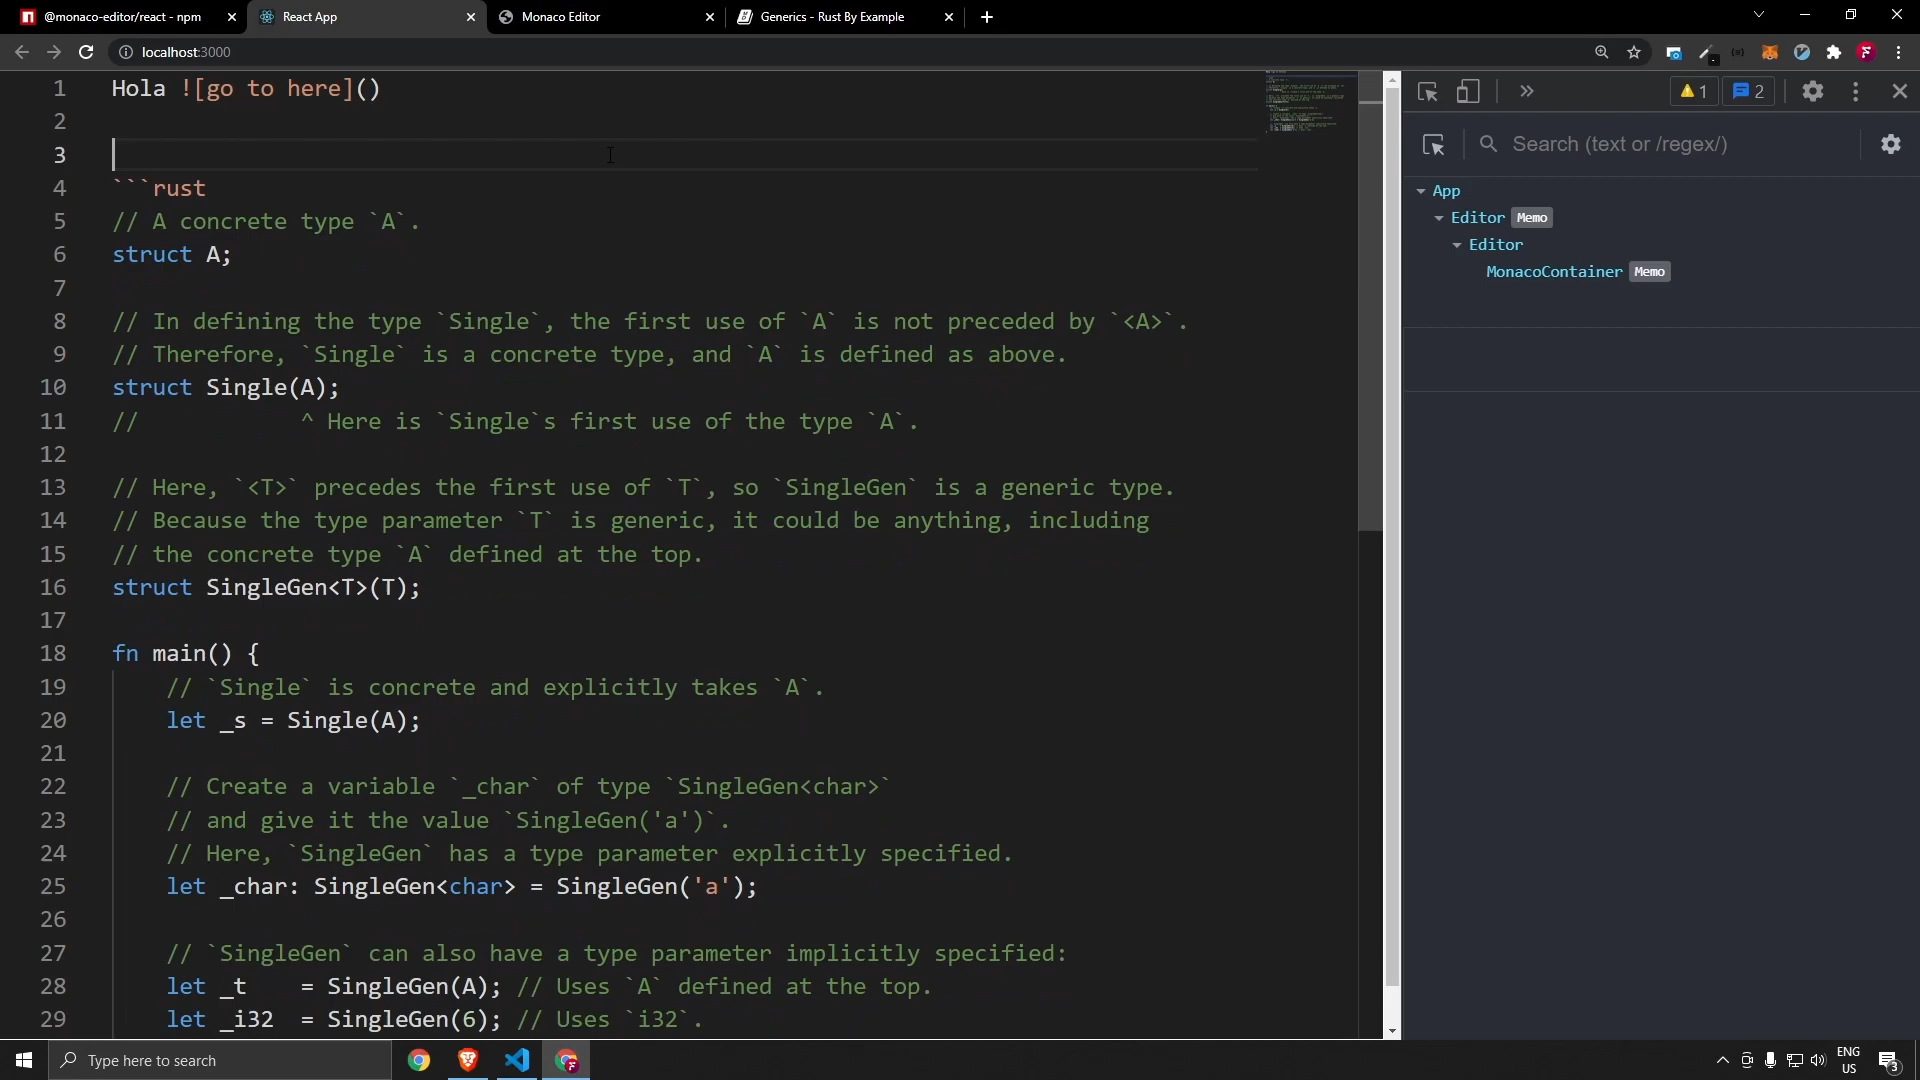 @monaco-editor/react - npm
React App
Monaco Editor
Generics - Rust By Example
localhost:3000
1 Hola ![go to here]()
2
3
4 ```rust
5 // A concrete type `A`.
6 struct A;
7
8 // In defining the type `Single`, the first use of `A` is not preceded by `<A>`.
9 // Therefore, `Single` is a concrete type, and `A` is defined as above.
10 struct Single(A);
11 //            ^ Here is `Single`s first use of the type `A`.
12
13 // Here, `<T>` precedes the first use of `T`, so `SingleGen` is a generic type.
14 // Because the type parameter `T` is generic, it could be anything, including
15 // the concrete type `A` defined at the top.
16 struct SingleGen<T>(T);
17
18 fn main() {
19     // `Single` is concrete and explicitly takes `A`.
20     let _s = Single(A);
21
22     // Create a variable `_char` of type `SingleGen<char>`
23     // and give it the value `SingleGen('a')`.
24     // Here, `SingleGen` has a type parameter explicitly specified.
25     let _char: SingleGen<char> = SingleGen('a');
26
27     // `SingleGen` can also have a type parameter implicitly specified:
28     let _t    = SingleGen(A); // Uses `A` defined at the top.
29     let _i32  = SingleGen(6); // Uses `i32`.
1
2
Search (text or /regex/)
App
Editor Memo
Editor
MonacoContainer Memo
Type here to search
ENG
US
3